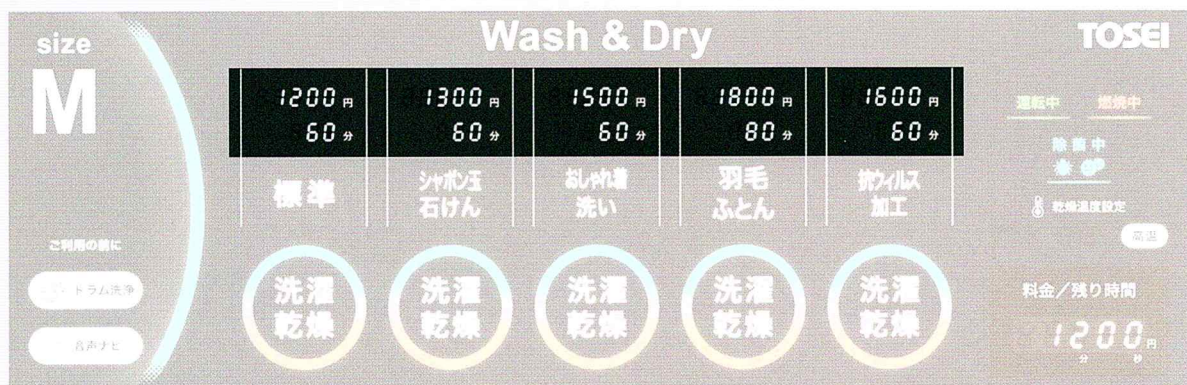 size
M
Wash & Dry
TOSEI
1200円
60分
1300円
60分
1500円
60分
1800円
80分
1600円
60分
標準
シャボン玉
石けん
おしゃれ着
洗い
羽毛
ふとん
抗ウィルス
加工
運転中
燃焼中
除菌中
乾燥温度設定
高温
ご利用の前に
ドラム洗浄
音声ナビ
洗濯
乾燥
洗濯
乾燥
洗濯
乾燥
洗濯
乾燥
洗濯
乾燥
料金/残り時間
1200円
分 秒